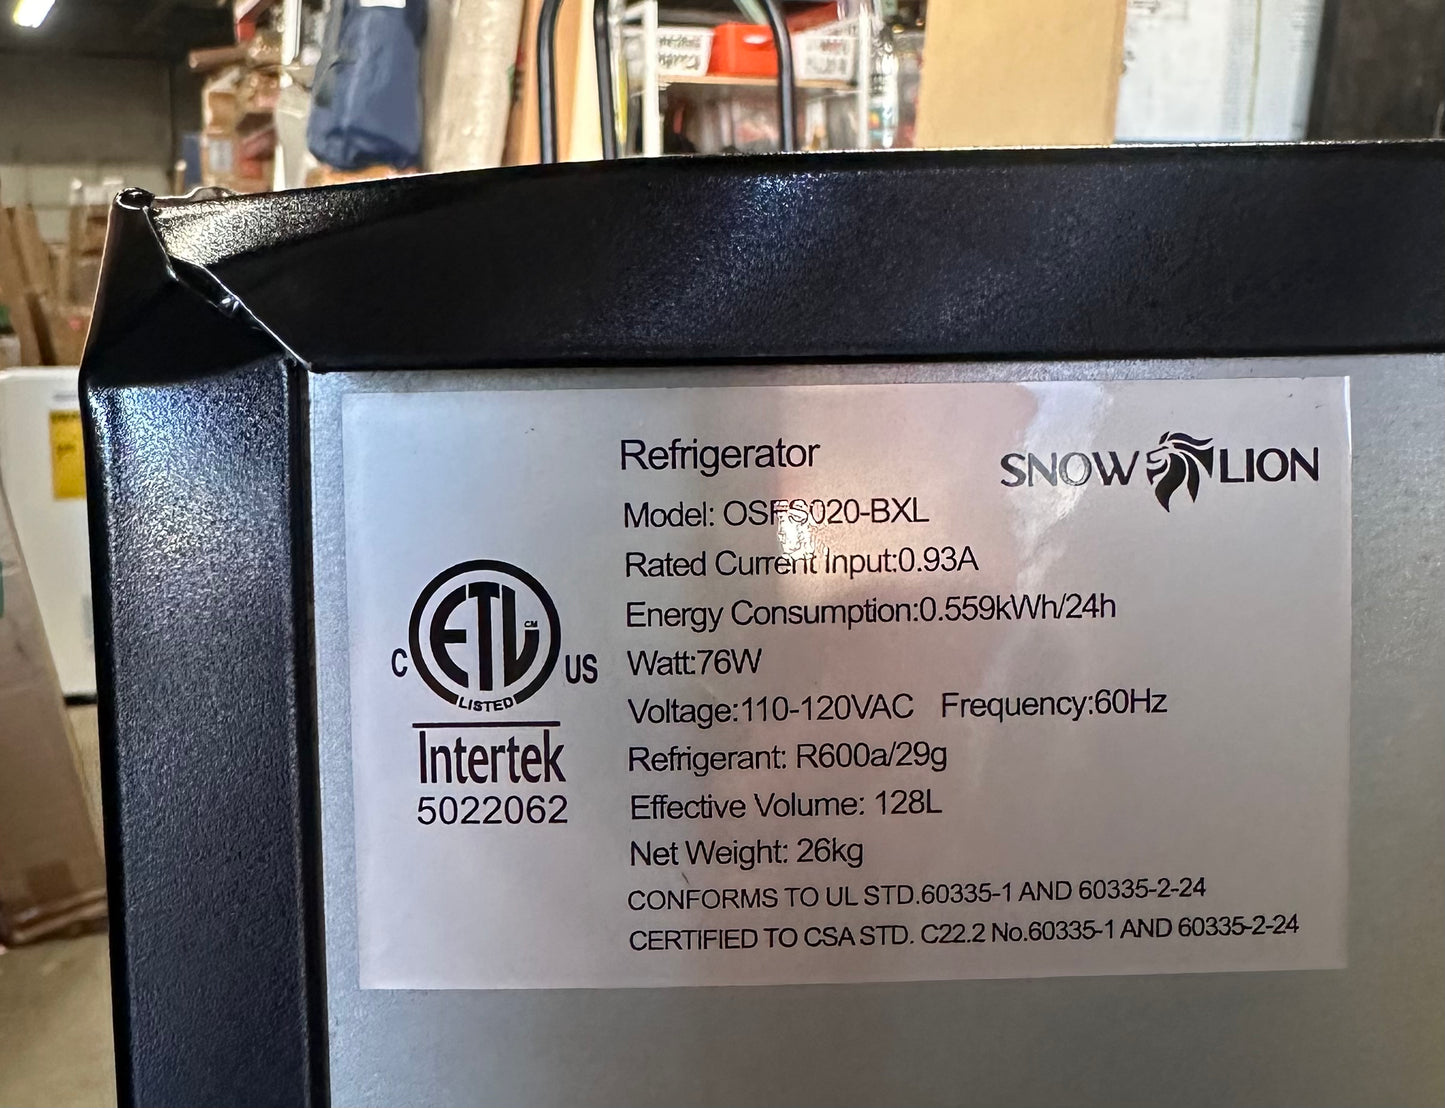 Refrigerator
SNOW LION
Model: OSFS020-BXL
Rated Current Input:0.93A
Energy Consumption:0.559kWh/24h
Watt:76W
Voltage:110-120VAC Frequency:60Hz
Refrigerant: R600a/29g
Effective Volume: 128L
Net Weight: 26kg
CONFORMS TO UL STD.60335-1 AND 60335-2-24
CERTIFIED TO CSA STD. C22.2 No.60335-1 AND 60335-2-24
C ETL CM US
LISTED
Intertek
5022062